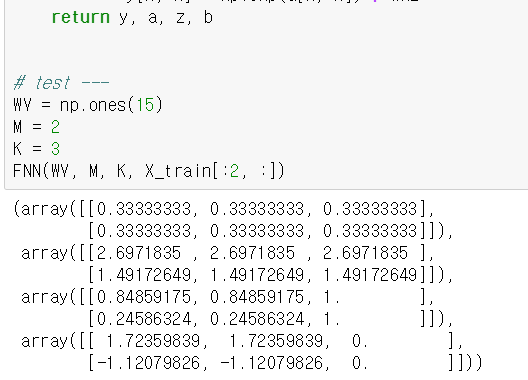 return y, a, z, b
# test ---
WV = np.ones(15)
M = 2
K = 3
FNN(WV, M, K, X_train[:2, :])
(array([[0.33333333, 0.33333333, 0.33333333],
[0.33333333, 0.33333333, 0.33333333]]),
array([[2.6971835 , 2.6971835 , 2.6971835 ],
[1.49172649, 1.49172649, 1.49172649]]),
array([[0.84859175, 0.84859175, 1. ],
[0.24586324, 0.24586324, 1. ]]),
array([[ 1.72359839, 1.72359839, 0. ],
[-1.12079826, -1.12079826, 0. ]]))